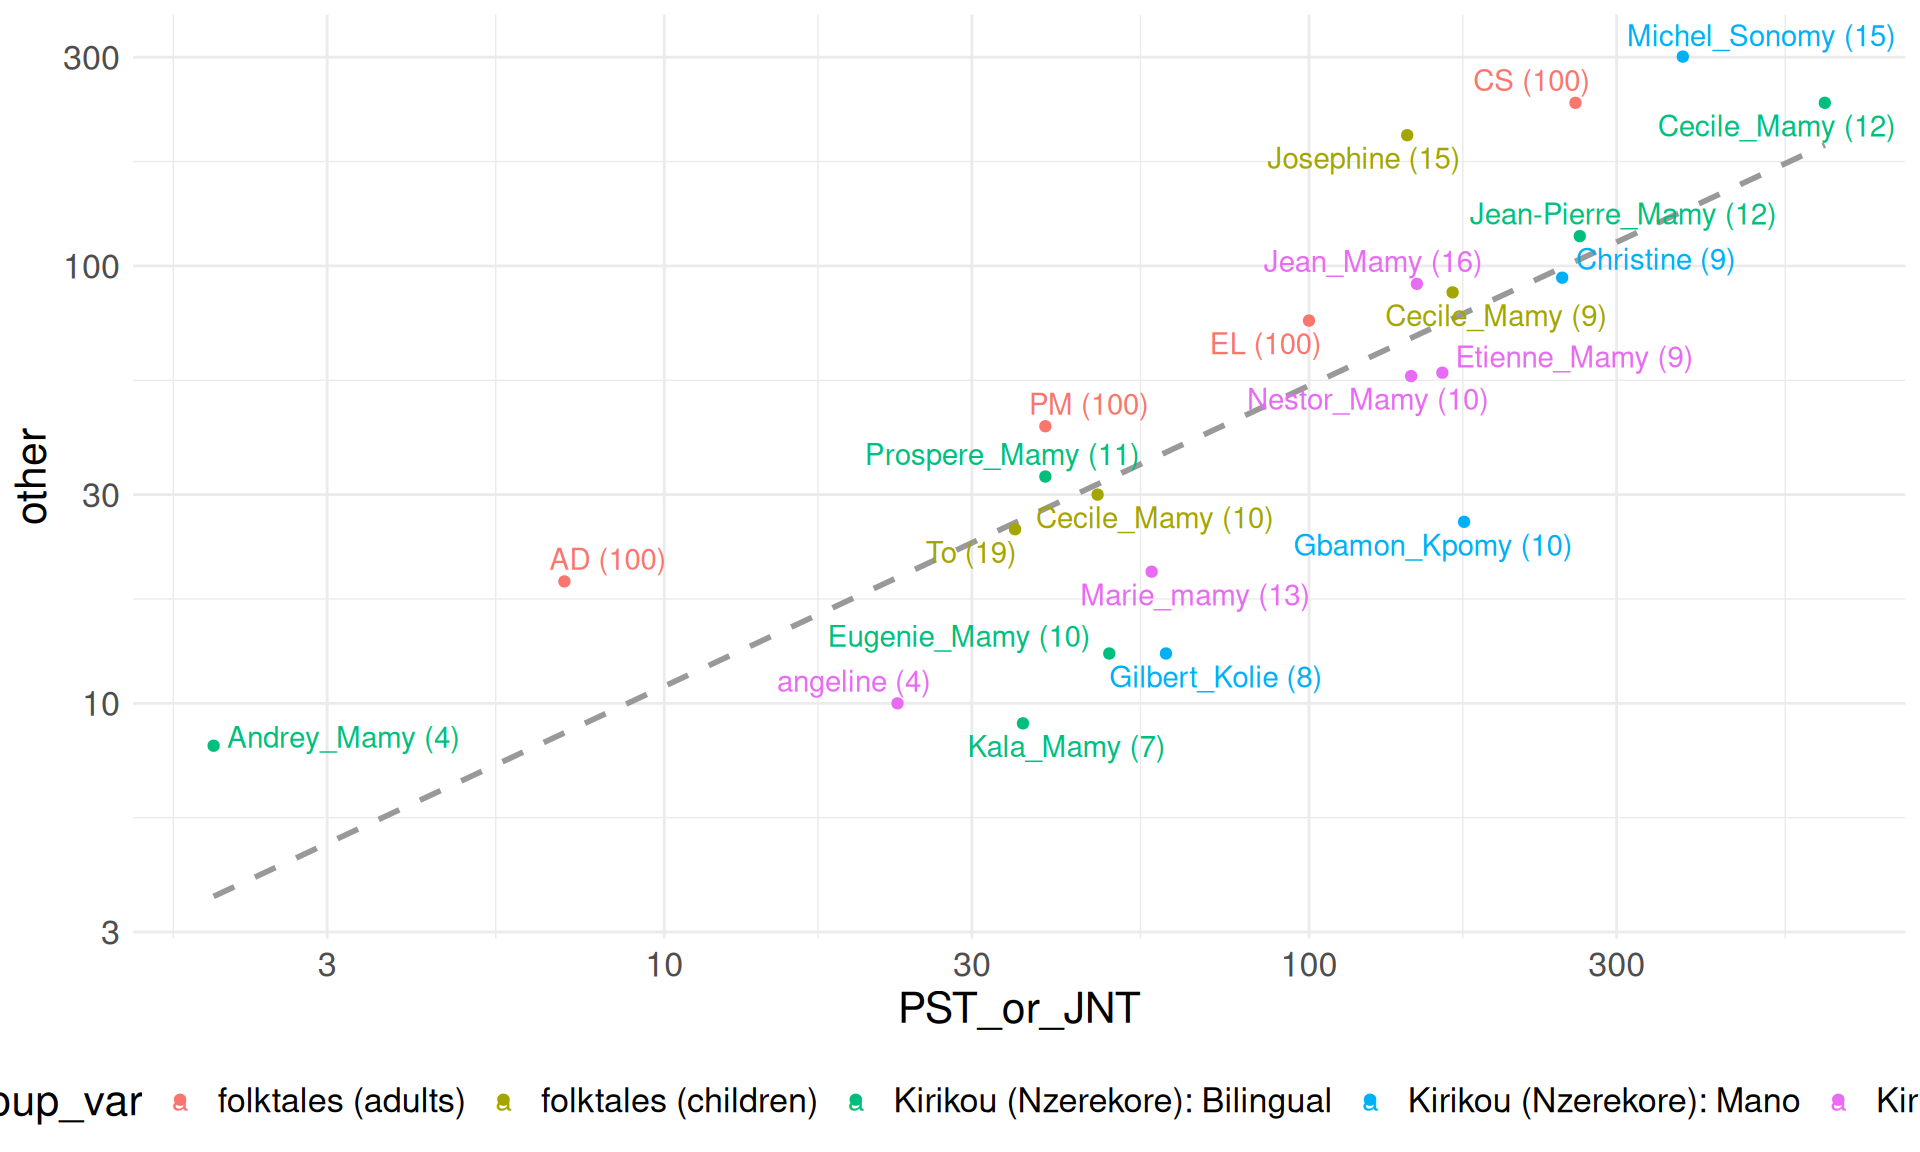 300
100
30
10
3
other
Michel_Sonomy (15)
CS (100)
Cecile_Mamy (12)
Josephine (15)
Jean-Pierre_Mamy (12)
Christine (9)
Jean_Mamy (16)
Cecile_Mamy (9)
EL (100)
Etienne_Mamy (9)
Nestor_Mamy (10)
PM (100)
Prospere_Mamy (11)
Cecile_Mamy (10)
To (19)
Gbamon_Kpomy (10)
AD (100)
Marie_mamy (13)
Eugenie_Mamy (10)
Gilbert_Kolie (8)
angeline (4)
Andrey_Mamy (4)
Kala_Mamy (7)
3 10 30 100 300
PST_or_JNT
oup_var a folktales (adults) a folktales (children) a Kirikou (Nzerekore): Bilingual a Kirikou (Nzerekore): Mano a Kir